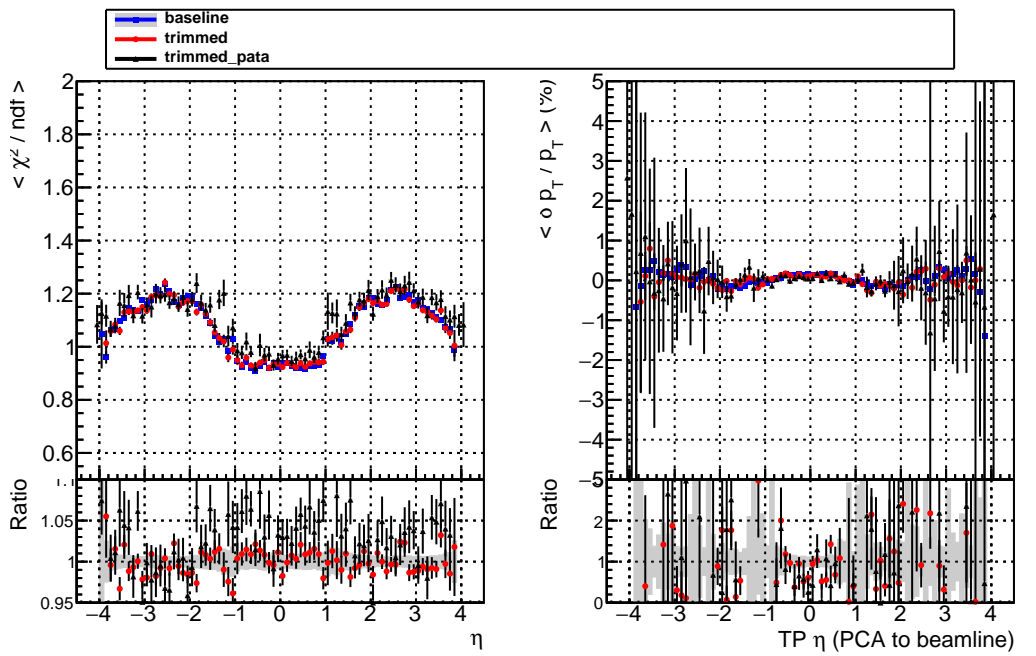 baseline
trimmed
trimmed_pata
< χ² / ndf >
2
1.8
1.6
1.4
1.2
1
0.8
0.6
Ratio
1.1
1.05
1
0.95
−4 −3 −2 −1 0 1 2 3 4
η
< δ p_T / p_T > (%)
5
4
3
2
1
0
−1
−2
−3
−4
−5
Ratio
2
1
0
−4 −3 −2 −1 0 1 2 3 4
TP η (PCA to beamline)